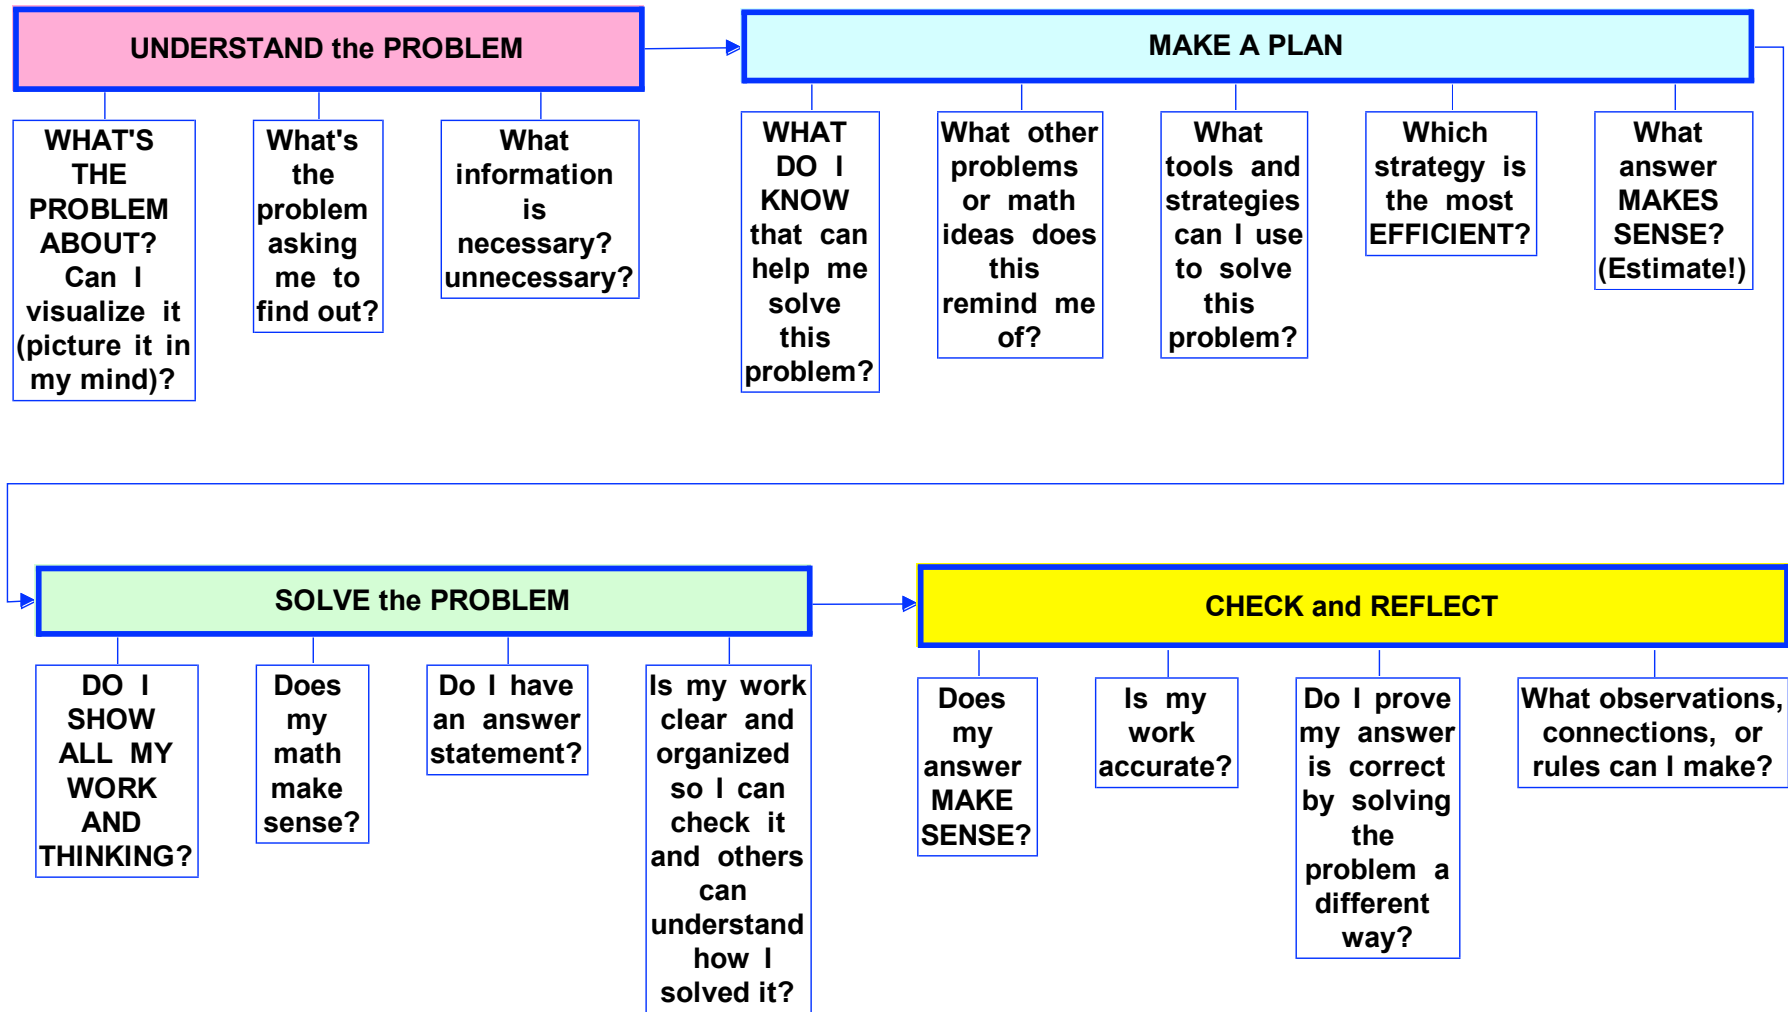 UNDERSTAND the PROBLEM
WHAT'S
THE
PROBLEM
ABOUT?
Can I
visualize it
(picture it in
my mind)?
What's
the
problem
asking
me to
find out?
What
information
is
necessary?
unnecessary?
MAKE A PLAN
WHAT
DO I
KNOW
that can
help me
solve
this
problem?
What other
problems
or math
ideas does
this
remind me
of?
What
tools and
strategies
can I use
to solve
this
problem?
Which
strategy is
the most
EFFICIENT?
What
answer
MAKES
SENSE?
(Estimate!)
SOLVE the PROBLEM
DO I
SHOW
ALL MY
WORK
AND
THINKING?
Does
my
math
make
sense?
Do I have
an answer
statement?
Is my work
clear and
organized
so I can
check it
and others
can
understand
how I
solved it?
CHECK and REFLECT
Does
my
answer
MAKE
SENSE?
Is my
work
accurate?
Do I prove
my answer
is correct
by solving
the
problem a
different
way?
What observations,
connections, or
rules can I make?